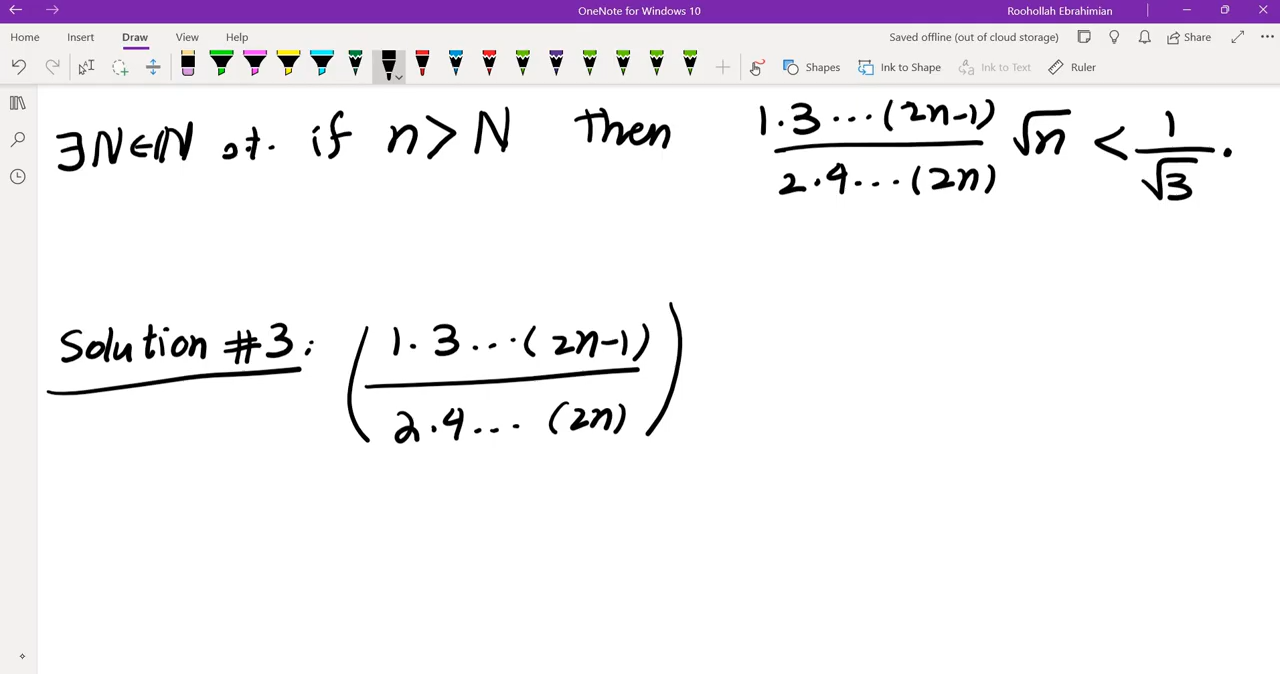 OneNote for Windows 10
Roohollah Ebrahimian
Home Insert Draw View Help
Saved offline (out of cloud storage)
Share
Shapes
Ink to Shape
Ink to Text
Ruler
∃N∈ℕ st. if n > N then 1·3···(2n-1) / 2·4···(2n) √n < 1/√3 .
Solution #3: ( 1·3···(2n-1) / 2·4··· (2n) )